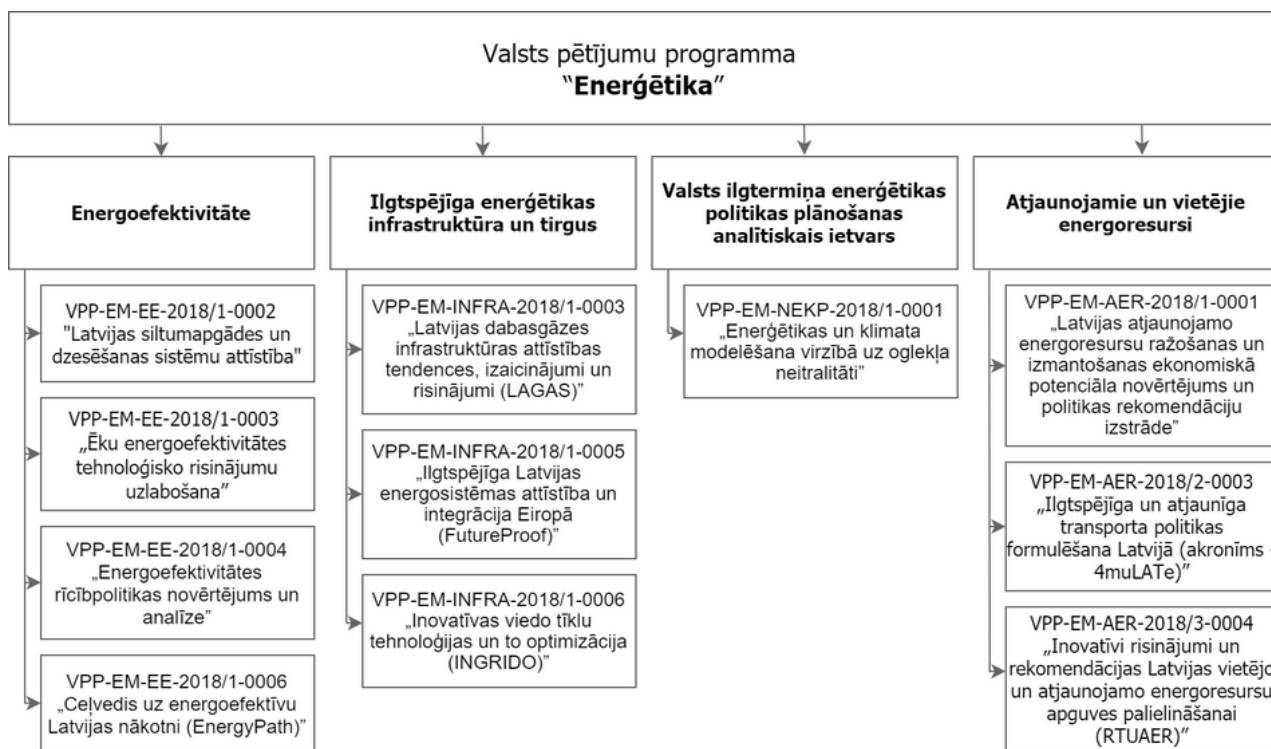 Valsts pētījumu programma
“Enerģētika”
Energoefektivitāte
VPP-EM-EE-2018/1-0002
"Latvijas siltumapgādes un
dzesēšanas sistēmu attīstība"
VPP-EM-EE-2018/1-0003
„Ēku energoefektivitātes
tehnoloģisko risinājumu
uzlabošana”
VPP-EM-EE-2018/1-0004
„Energoefektivitātes
rīcībpolitikas novērtējums un
analīze”
VPP-EM-EE-2018/1-0006
„Ceļvedis uz energoefektīvu
Latvijas nākotni (EnergyPath)”
Ilgtspējīga enerģētikas
infrastruktūra un tirgus
VPP-EM-INFRA-2018/1-0003
„Latvijas dabasgāzes
infrastruktūras attīstības
tendences, izaicinājumi un
risinājumi (LAGAS)”
VPP-EM-INFRA-2018/1-0005
„Ilgtspējīga Latvijas
energosistēmas attīstība un
integrācija Eiropā
(FutureProof)”
VPP-EM-INFRA-2018/1-0006
„Inovatīvas viedo tīklu
tehnoloģijas un to optimizācija
(INGRIDO)”
Valsts ilgtermiņa enerģētikas
politikas plānošanas
analītiskais ietvars
VPP-EM-NEKP-2018/1-0001
„Enerģētikas un klimata
modelēšana virzībā uz oglekļa
neitralitāti”
Atjaunojamie un vietējie
energoresursi
VPP-EM-AER-2018/1-0001
„Latvijas atjaunojamo
energoresursu ražošanas un
izmantošanas ekonomiskā
potenciāla novērtējums un
politikas rekomendāciju
izstrāde”
VPP-EM-AER-2018/2-0003
„Ilgtspējīga un atjaunīga
transporta politikas
formulēšana Latvijā (akronīms -
4muLATe)”
VPP-EM-AER-2018/3-0004
„Inovatīvi risinājumi un
rekomendācijas Latvijas vietējo
un atjaunojamo energoresursu
apguves palielināšanai
(RTUAER)”